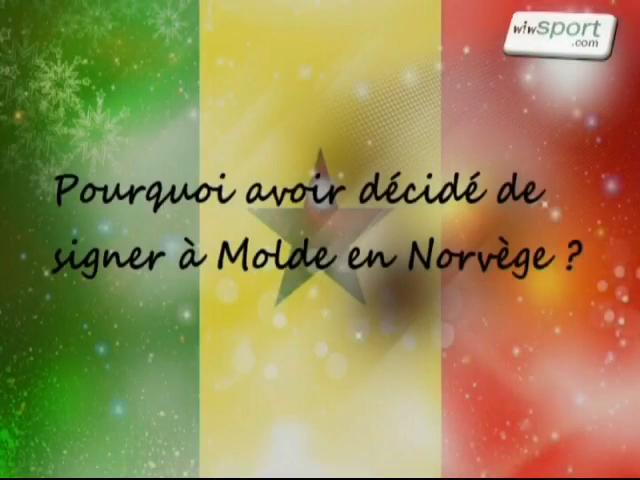 wiwsport
.com
Pourquoi avoir décidé de
signer à Molde en Norvège ?